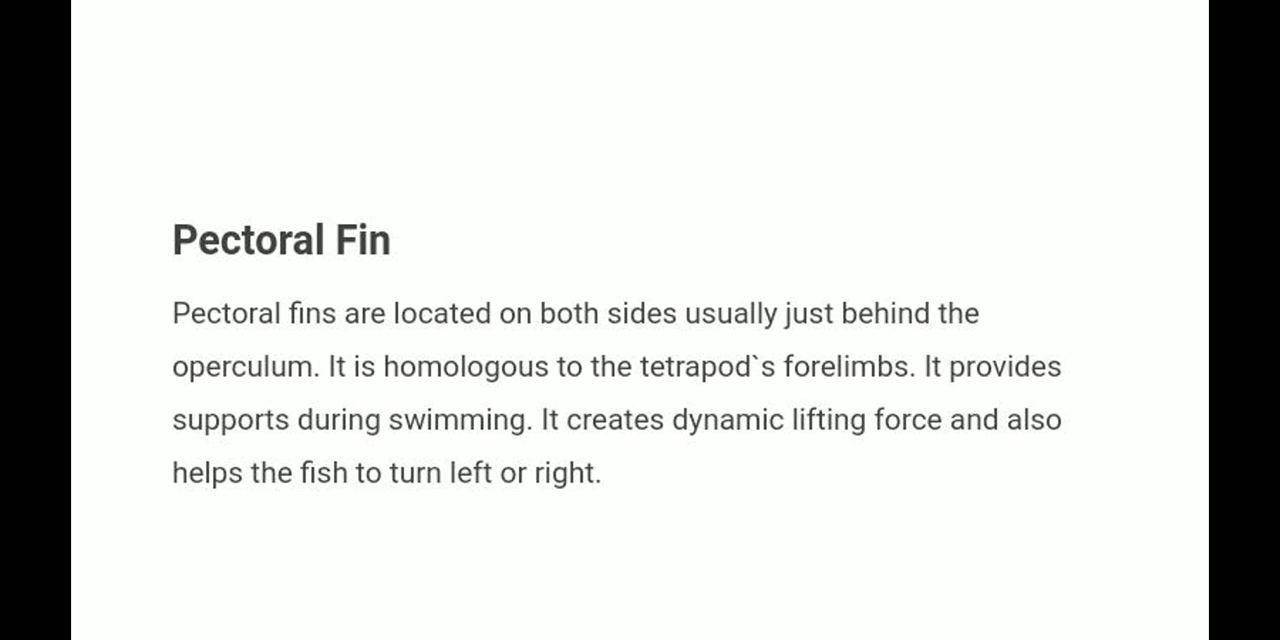 Pectoral Fin
Pectoral fins are located on both sides usually just behind the
operculum. It is homologous to the tetrapod`s forelimbs. It provides
supports during swimming. It creates dynamic lifting force and also
helps the fish to turn left or right.